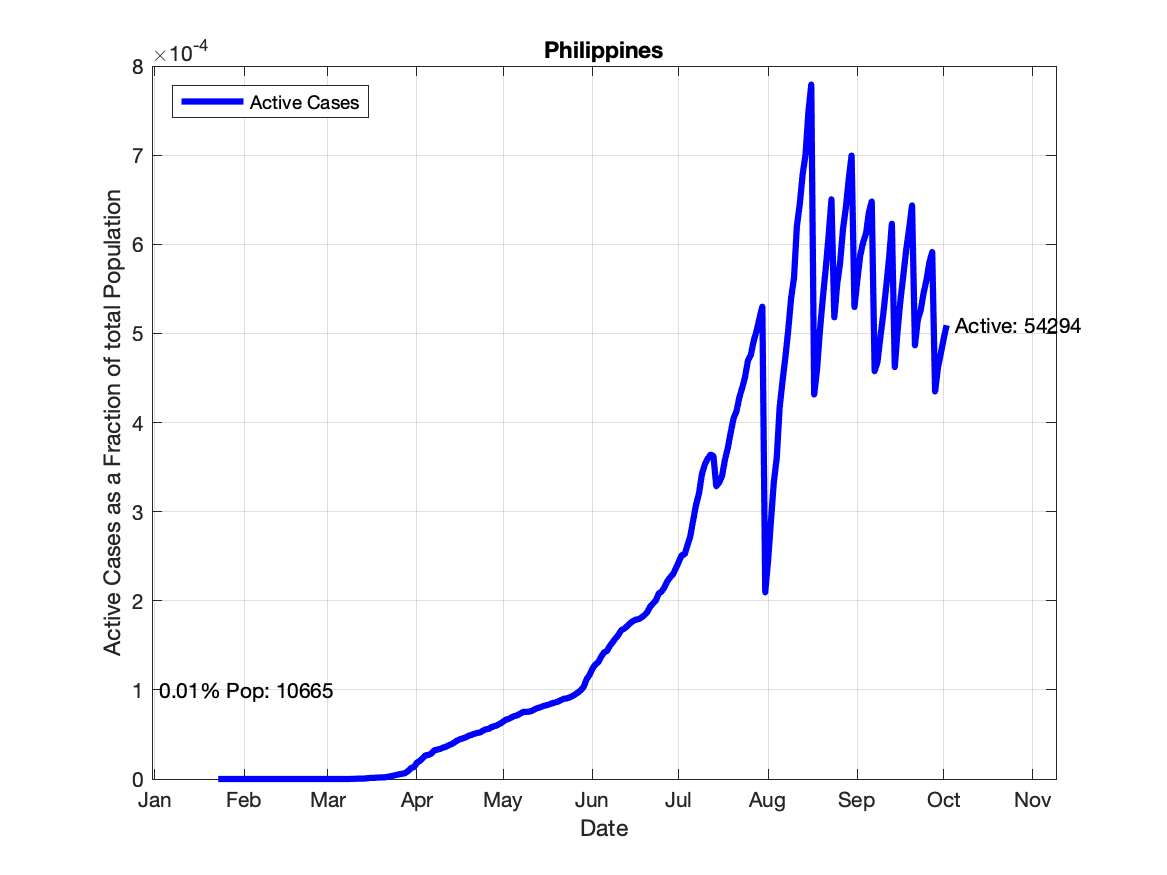 Philippines
×10-4
Active Cases
8
7
6
5
4
3
2
1
0
Active Cases as a Fraction of total Population
0.01% Pop: 10665
Active: 54294
Jan Feb Mar Apr May Jun Jul Aug Sep Oct Nov
Date